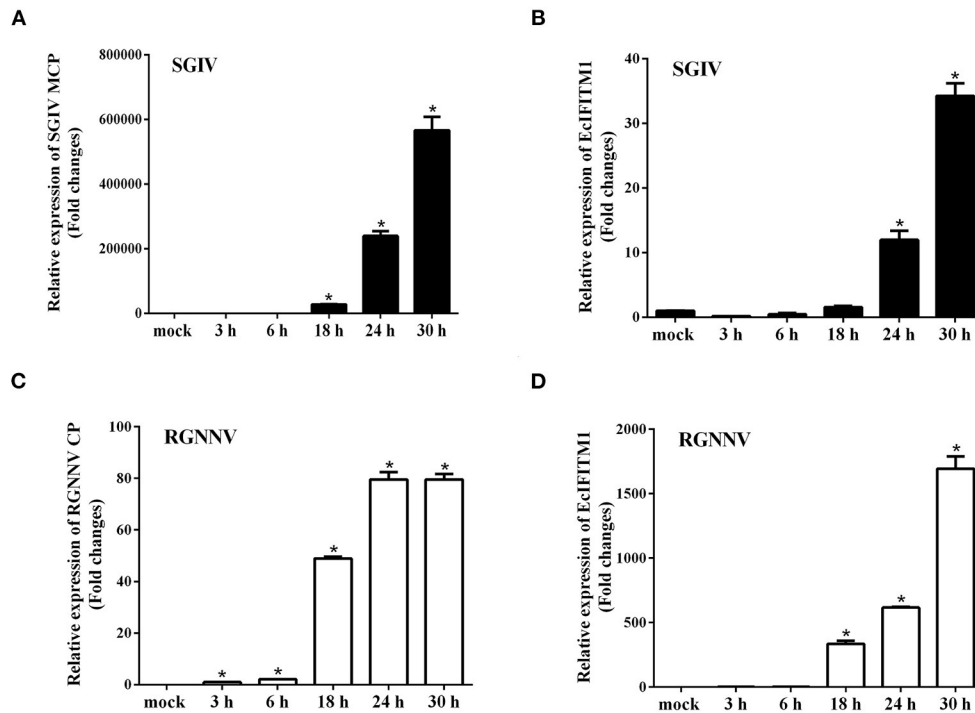 A
Relative expression of SGIV MCP
(Fold changes)
SGIV
800000
600000
400000
200000
0
mock 3 h 6 h 18 h 24 h 30 h
*
*
*
B
Relative expression of EcIFITM1
(Fold changes)
SGIV
40
30
20
10
0
mock 3 h 6 h 18 h 24 h 30 h
*
*
C
Relative expression of RGNNV CP
(Fold changes)
RGNNV
100
80
60
40
20
0
mock 3 h 6 h 18 h 24 h 30 h
*
*
*
*
*
D
Relative expression of EcIFITM1
(Fold changes)
RGNNV
2000
1500
1000
500
0
mock 3 h 6 h 18 h 24 h 30 h
*
*
*